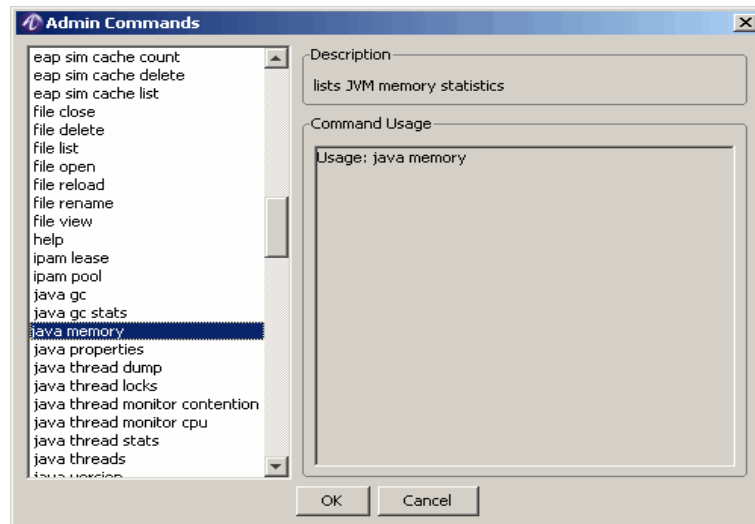 Admin Commands
eap sim cache count
eap sim cache delete
eap sim cache list
file close
file delete
file list
file open
file reload
file rename
file view
help
ipam lease
ipam pool
java gc
java gc stats
java memory
java properties
java thread dump
java thread locks
java thread monitor contention
java thread monitor cpu
java thread stats
java threads
java version
Description
lists JVM memory statistics
Command Usage
Usage: java memory
OK
Cancel